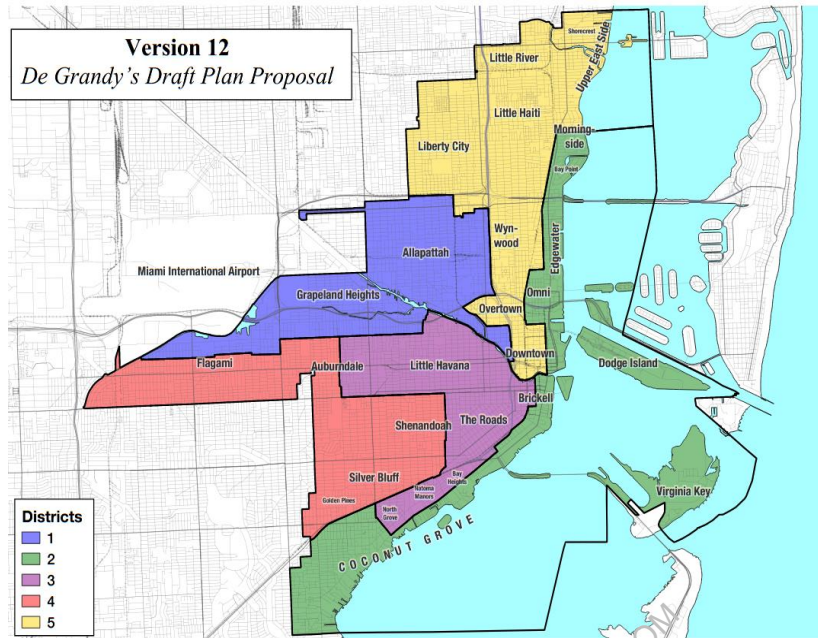 Version 12
De Grandy's Draft Plan Proposal
Shorecrest
Upper East Side
Little River
Little Haiti
Morning-
side
Liberty City
Bay Point
Wyn-
wood
Allapattah
Edgewater
Miami International Airport
Grapeland Heights
Omni
Overtown
Downtown
Flagami
Auburndale
Little Havana
Dodge Island
Brickell
Shenandoah
The Roads
Silver Bluff
Bay
Heights
Natoma
Manors
Golden Pines
North
Grove
Virginia Key
COCONUT GROVE
Districts
1
2
3
4
5